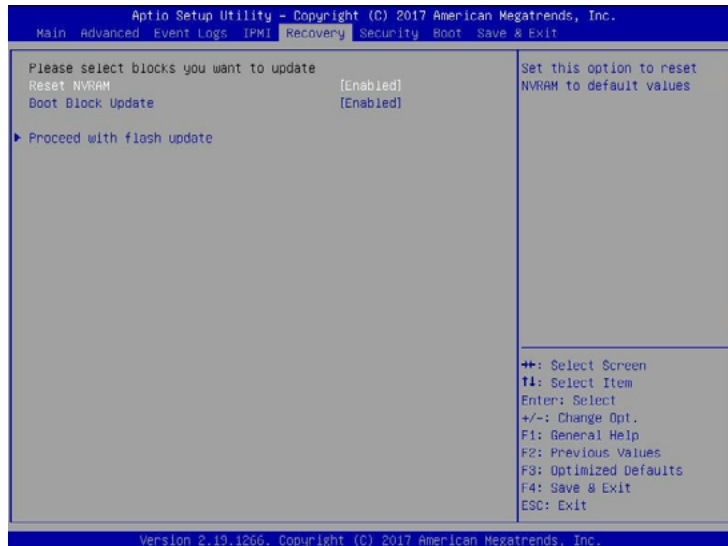 Aptio Setup Utility – Copyright (C) 2017 American Megatrends, Inc.
Main Advanced Event Logs IPMI Recovery Security Boot Save & Exit
Please select blocks you want to update
Reset NVRAM [Enabled]
Boot Block Update [Enabled]
Proceed with flash update
Set this option to reset
NVRAM to default values
→←: Select Screen
↑↓: Select Item
Enter: Select
+/-: Change Opt.
F1: General Help
F2: Previous Values
F3: Optimized Defaults
F4: Save & Exit
ESC: Exit
Version 2.19.1266. Copyright (C) 2017 American Megatrends, Inc.